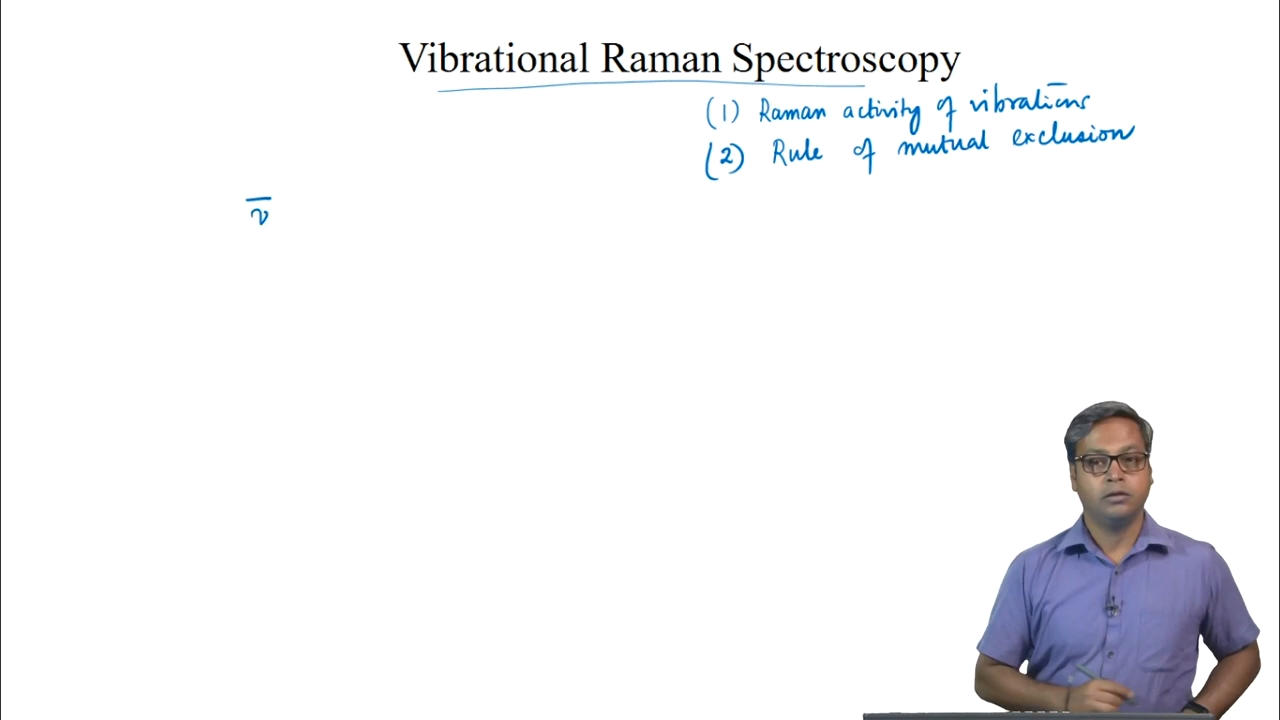 Vibrational Raman Spectroscopy
(1) Raman activity of vibrations
(2) Rule of mutual exclusion
ν̅